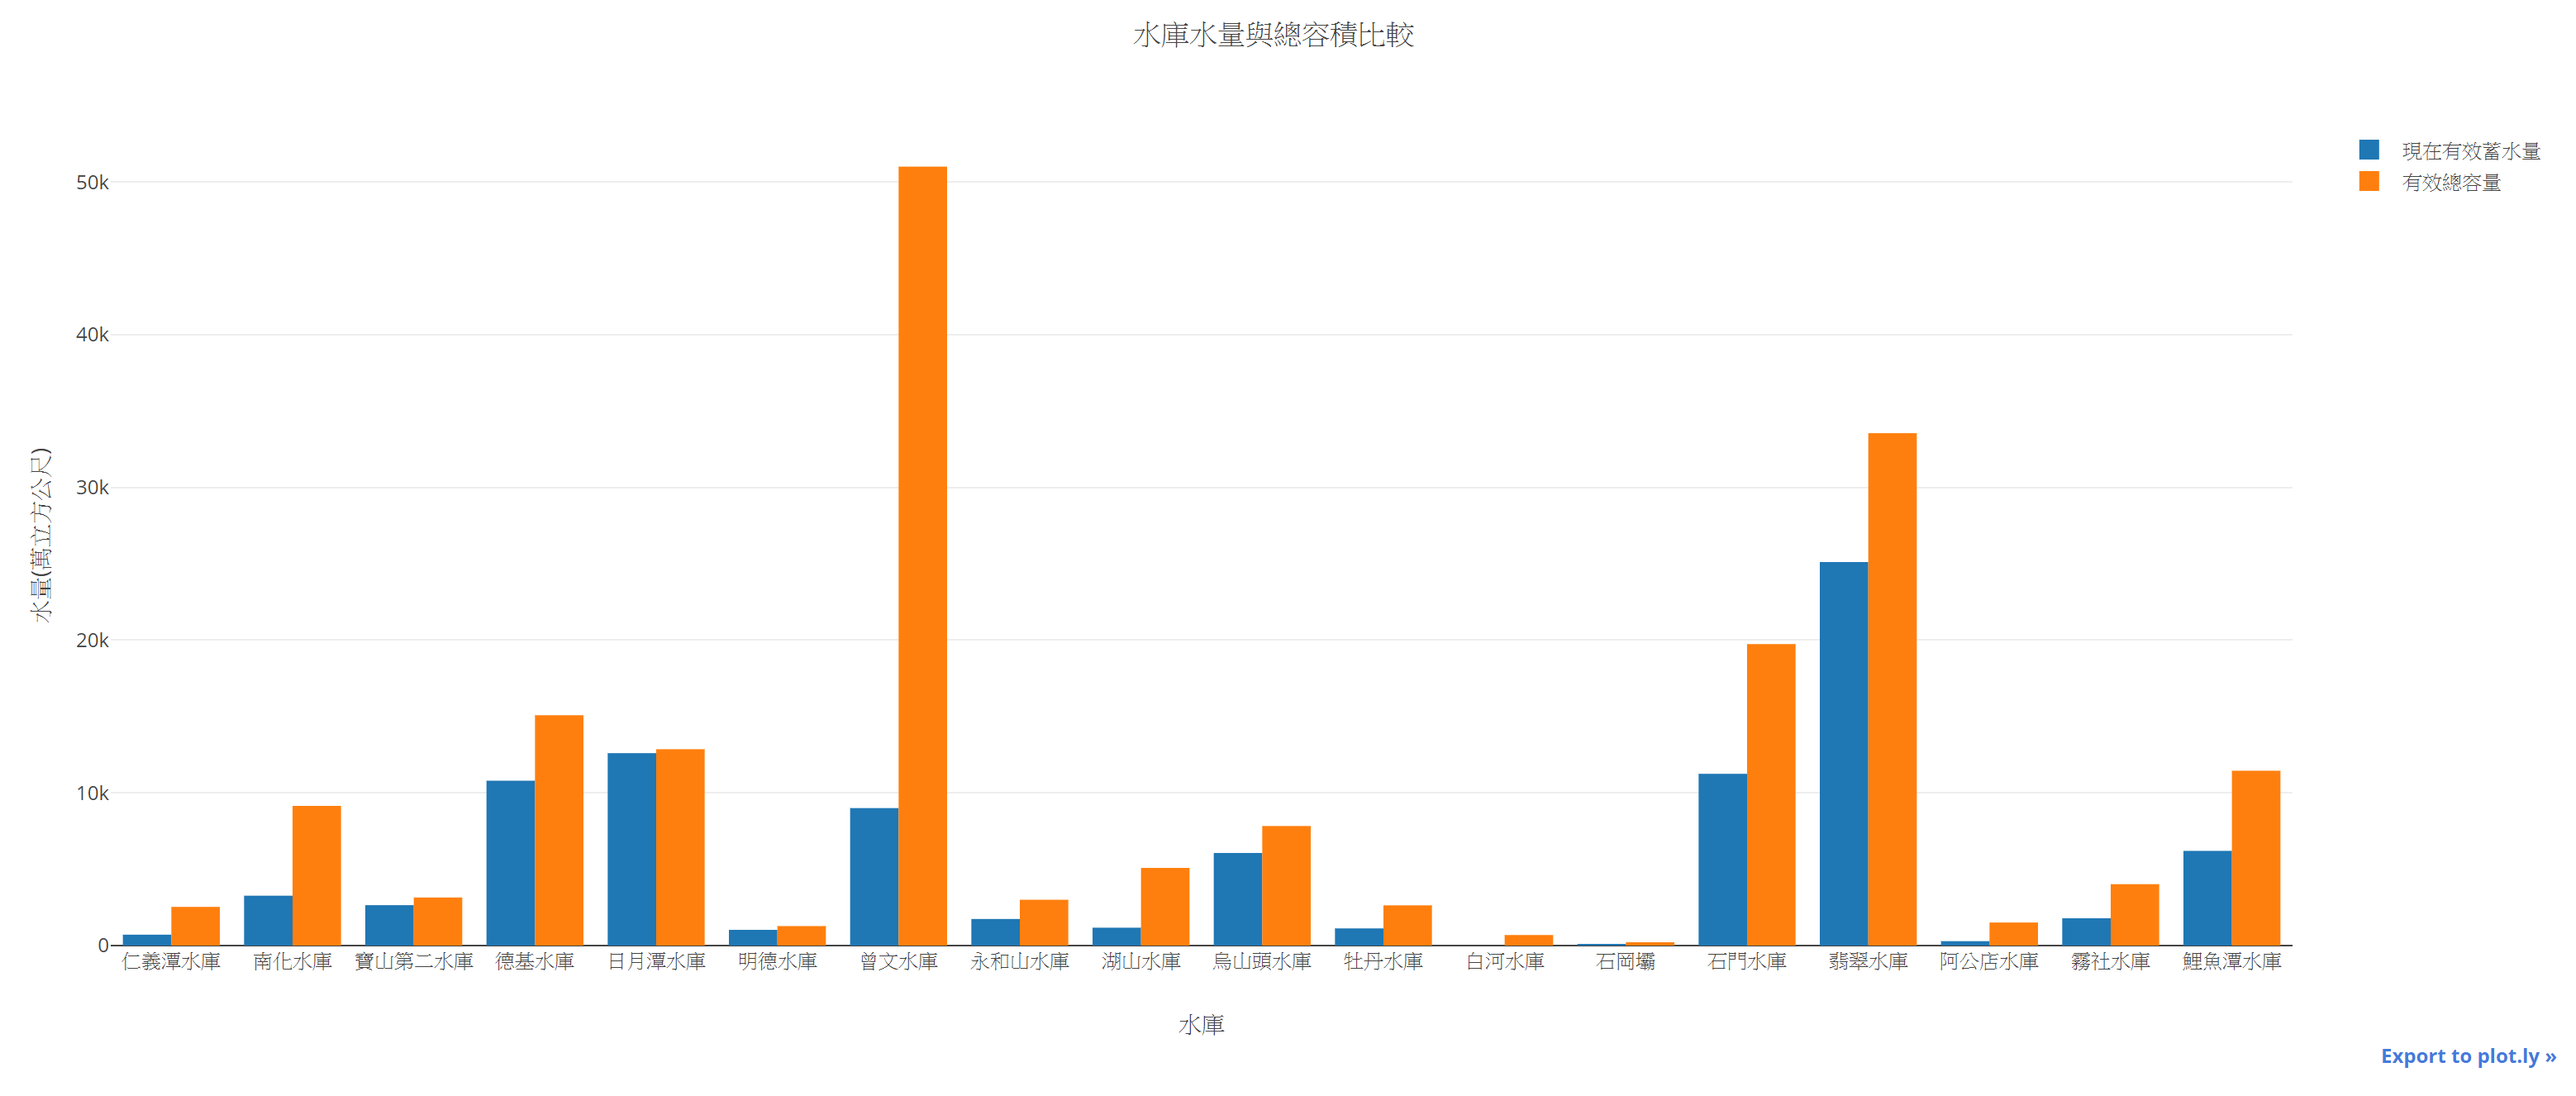 水庫水量與總容積比較
現在有效蓄水量
有效總容量
水量(萬立方公尺)
50k
40k
30k
20k
10k
0
仁義潭水庫 南化水庫 寶山第二水庫 德基水庫 日月潭水庫 明德水庫 曾文水庫 永和山水庫 湖山水庫 烏山頭水庫 牡丹水庫 白河水庫 石岡壩 石門水庫 翡翠水庫 阿公店水庫 霧社水庫 鯉魚潭水庫
水庫
Export to plot.ly »